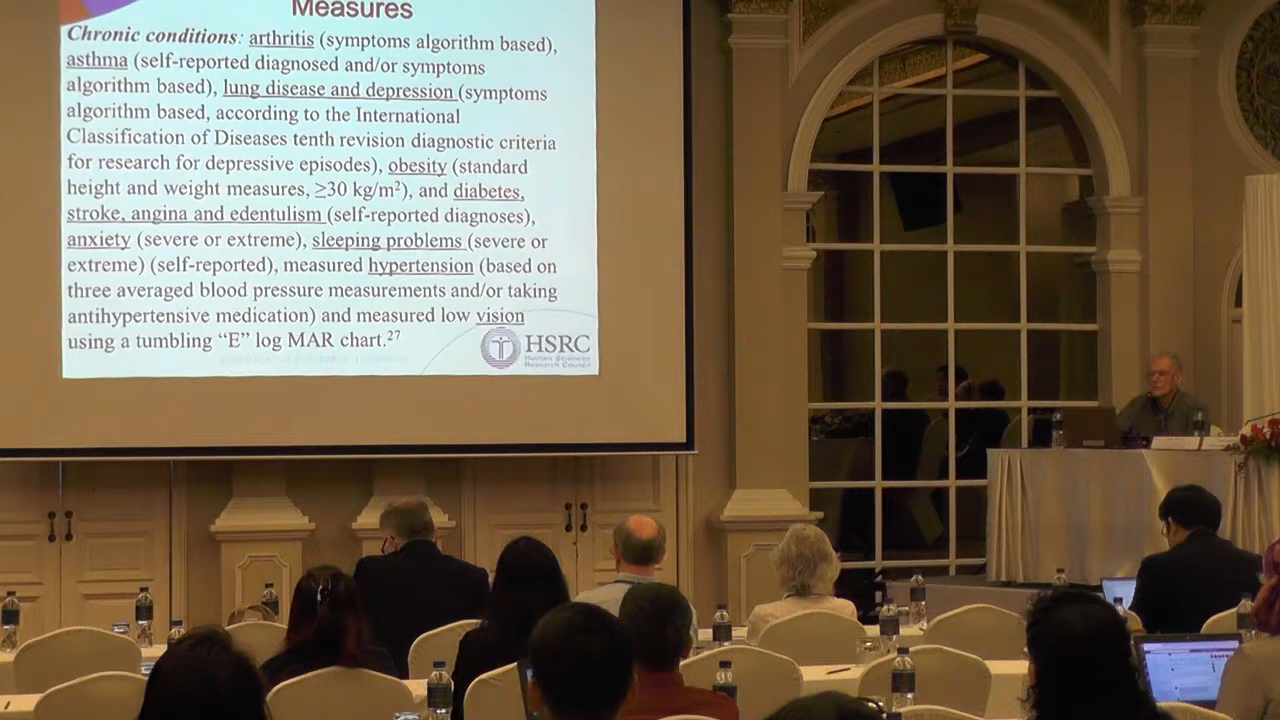 Measures
Chronic conditions: arthritis (symptoms algorithm based),
asthma (self-reported diagnosed and/or symptoms
algorithm based), lung disease and depression (symptoms
algorithm based, according to the International
Classification of Diseases tenth revision diagnostic criteria
for research for depressive episodes), obesity (standard
height and weight measures, ≥30 kg/m²), and diabetes,
stroke, angina and edentulism (self-reported diagnoses),
anxiety (severe or extreme), sleeping problems (severe or
extreme) (self-reported), measured hypertension (based on
three averaged blood pressure measurements and/or taking
antihypertensive medication) and measured low vision
using a tumbling “E” log MAR chart.²⁷
HSRC
Human Sciences
Research Council